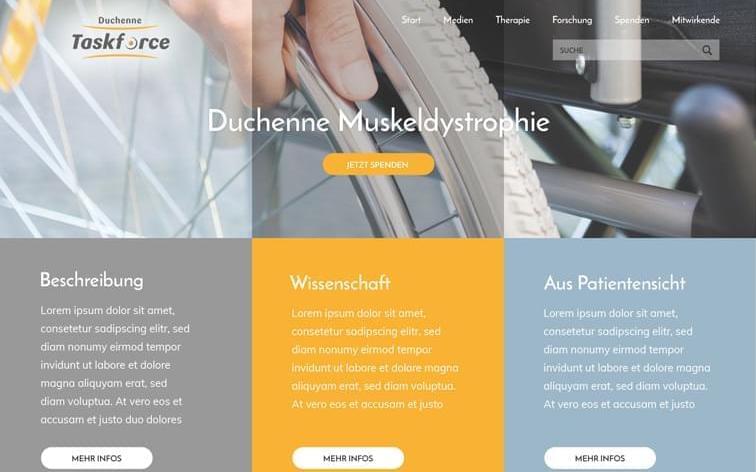 Duchenne
Taskforce
Start Medien Therapie Forschung Spenden Mitwirkende
SUCHE
Duchenne Muskeldystrophie
JETZT SPENDEN
Beschreibung
Lorem ipsum dolor sit amet,
consetetur sadipscing elitr, sed
diam nonumy eirmod tempor
invidunt ut labore et dolore
magna aliquyam erat, sed
diam voluptua. At vero eos et
accusam et justo duo dolores
MEHR INFOS
Wissenschaft
Lorem ipsum dolor sit amet,
consetetur sadipscing elitr, sed
diam nonumy eirmod tempor
invidunt ut labore et dolore magna
aliquyam erat, sed diam voluptua.
At vero eos et accusam et justo
MEHR INFOS
Aus Patientensicht
Lorem ipsum dolor sit amet,
consetetur sadipscing elitr, sed
diam nonumy eirmod tempor
invidunt ut labore et dolore magna
aliquyam erat, sed diam voluptua.
At vero eos et accusam et justo
MEHR INFOS